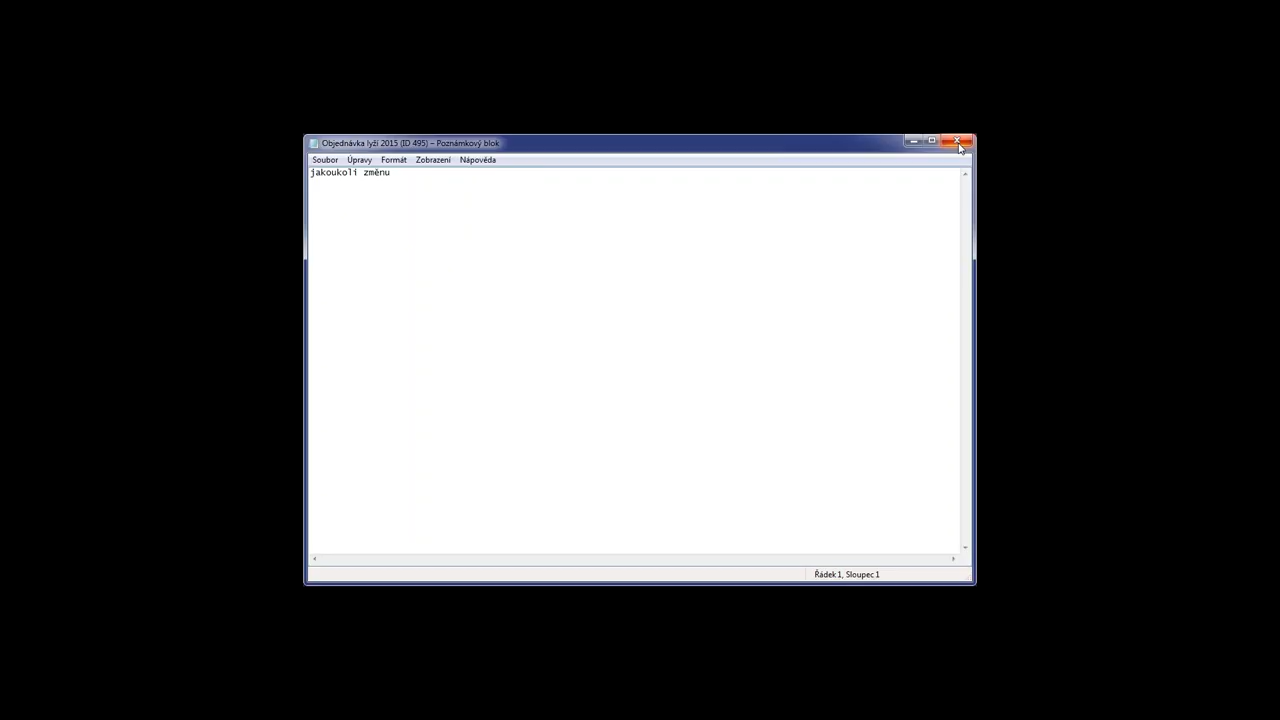 Objednávka lyží 2015 (ID 495) – Poznámkový blok
Soubor Úpravy Formát Zobrazení Nápověda
jakoukoli změnu
Řádek 1, Sloupec 1